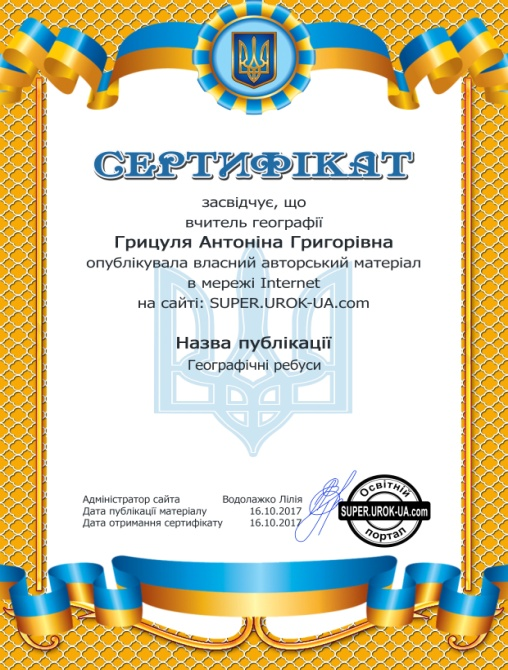 СЕРТИФІКАТ
засвідчує, що
вчитель географії
Грицуля Антоніна Григорівна
опублікувала власний авторський матеріал
в мережі Internet
на сайті: SUPER.UROK-UA.com
Назва публікації
Географічні ребуси
Адміністратор сайта Водолажко Лілія
Дата публікації матеріалу 16.10.2017
Дата отримання сертифікату 16.10.2017
Освітній
SUPER.UROK-UA.com
портал